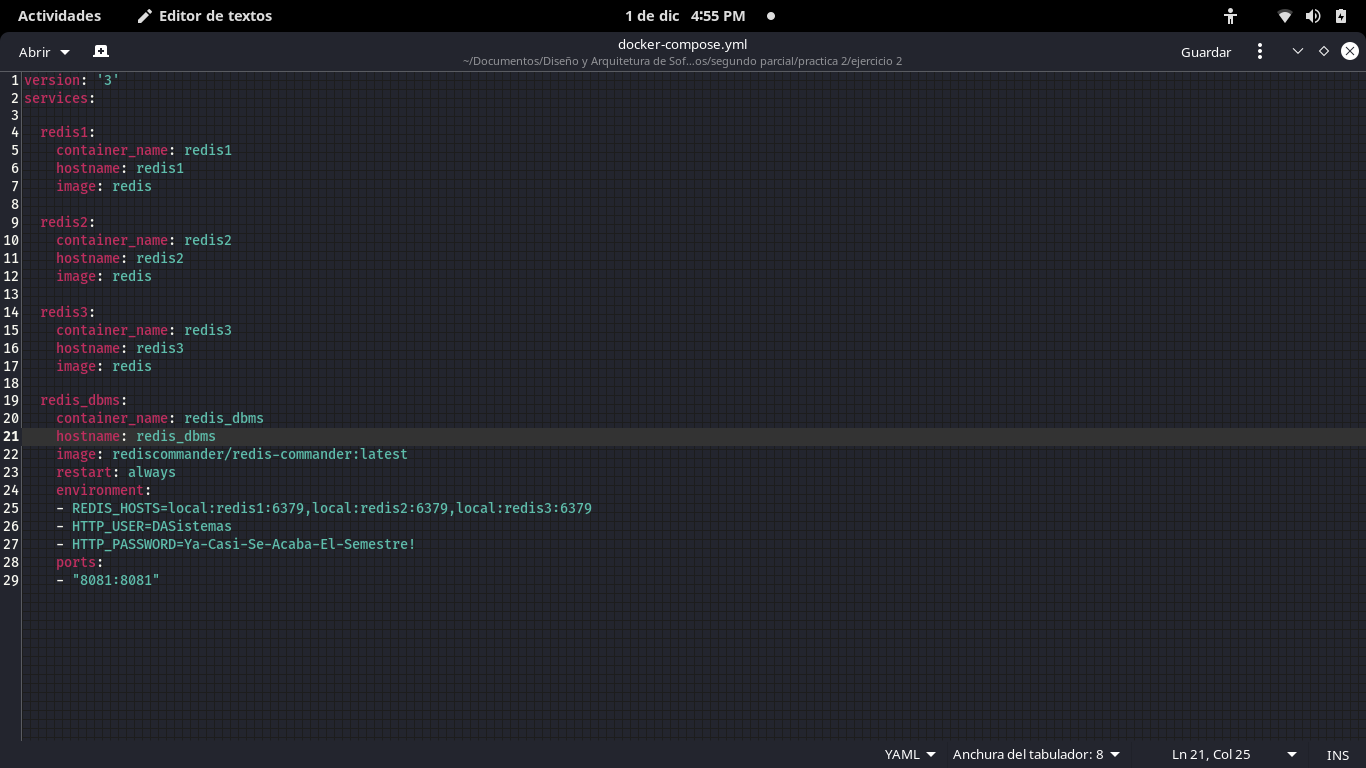 Actividades Editor de textos 1 de dic 4:55 PM
Abrir docker-compose.yml Guardar
~/Documentos/Diseño y Arquitetura de Sof...os/segundo parcial/practica 2/ejercicio 2
1 version: '3'
2 services:
3
4 redis1:
5 container_name: redis1
6 hostname: redis1
7 image: redis
8
9 redis2:
10 container_name: redis2
11 hostname: redis2
12 image: redis
13
14 redis3:
15 container_name: redis3
16 hostname: redis3
17 image: redis
18
19 redis_dbms:
20 container_name: redis_dbms
21 hostname: redis_dbms
22 image: rediscommander/redis-commander:latest
23 restart: always
24 environment:
25 - REDIS_HOSTS=local:redis1:6379,local:redis2:6379,local:redis3:6379
26 - HTTP_USER=DASistemas
27 - HTTP_PASSWORD=Ya-Casi-Se-Acaba-El-Semestre!
28 ports:
29 - "8081:8081"
YAML Anchura del tabulador: 8 Ln 21, Col 25 INS